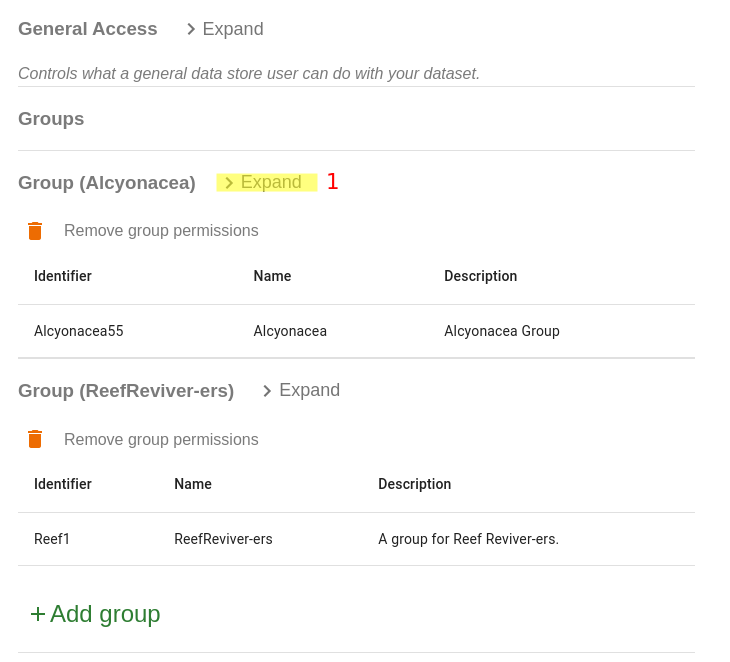 General Access > Expand
Controls what a general data store user can do with your dataset.
Groups
Group (Alcyonacea) > Expand 1
Remove group permissions
Identifier Name Description
Alcyonacea55 Alcyonacea Alcyonacea Group
Group (ReefReviver-ers) > Expand
Remove group permissions
Identifier Name Description
Reef1 ReefReviver-ers A group for Reef Reviver-ers.
+ Add group